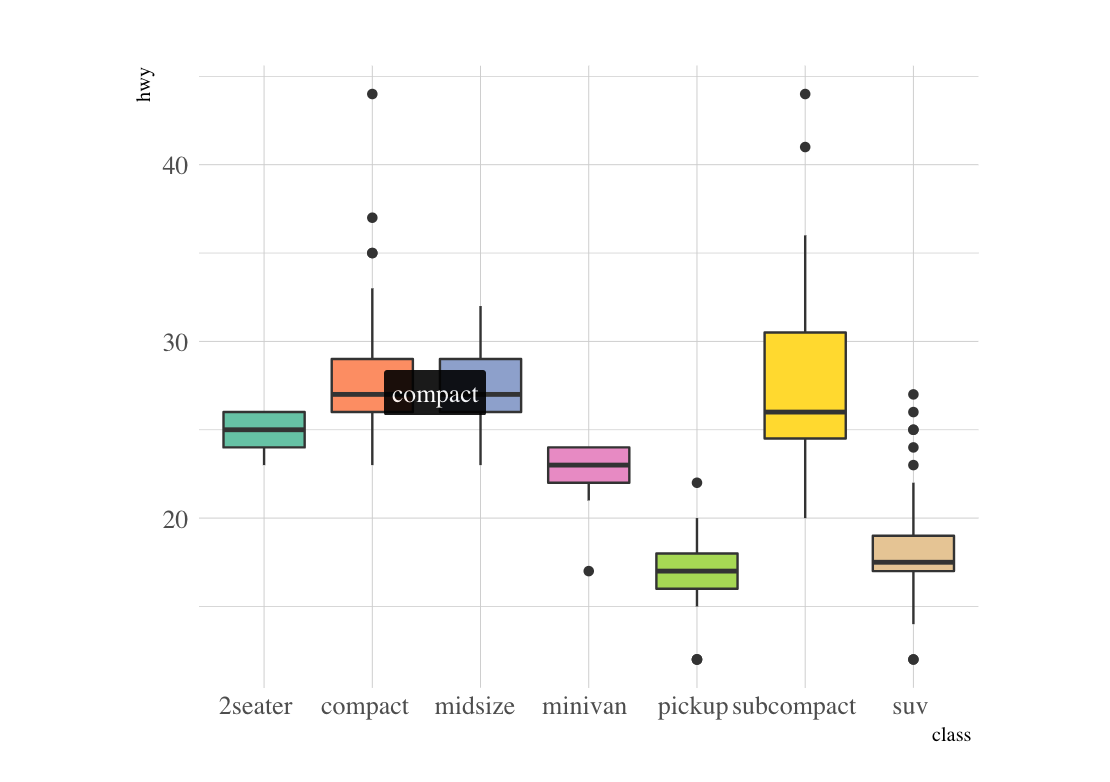 hwy
40
30
20
compact
2seater compact midsize minivan pickup subcompact suv
class